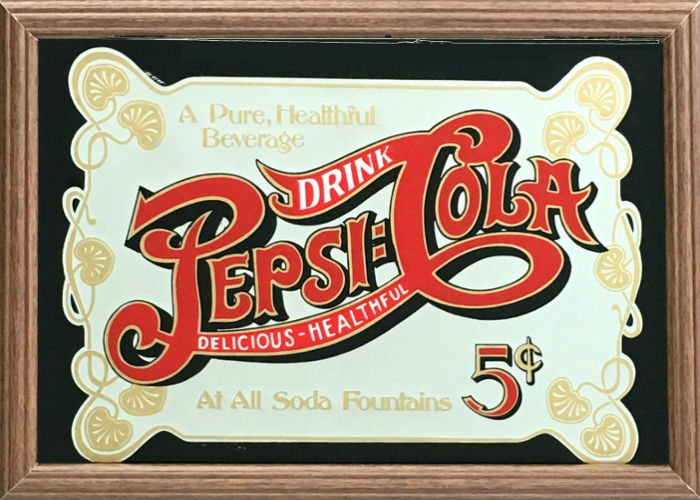 A Pure, Healthful
Beverage
DRINK
PEPSI:COLA
DELICIOUS-HEALTHFUL
At All Soda Fountains
5¢